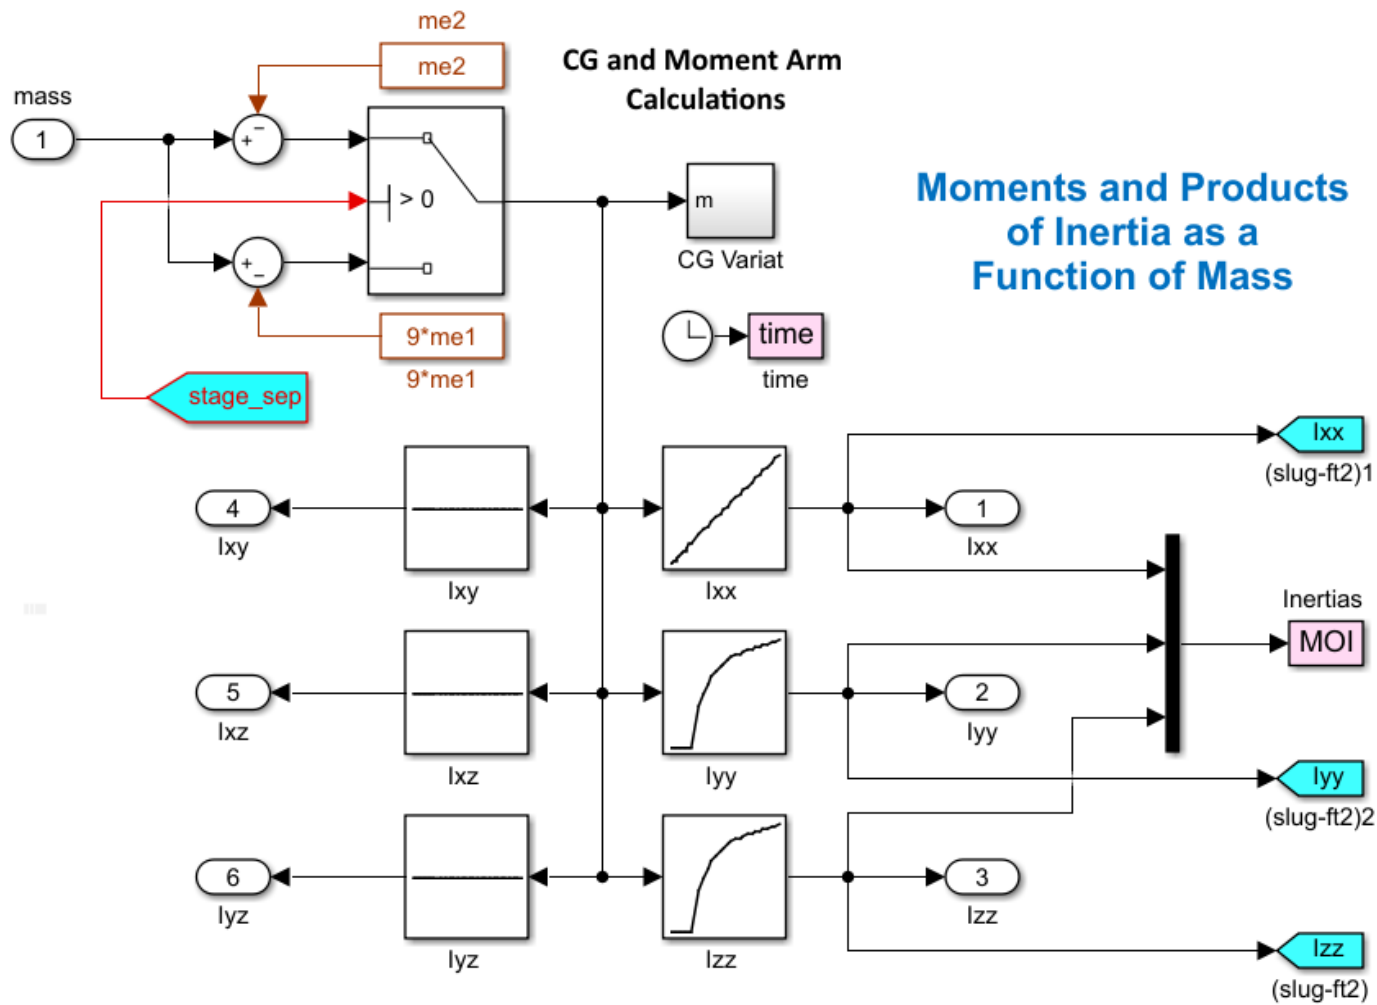 me2
me2
CG and Moment Arm
Calculations
mass
1
+
−
> 0
m
CG Variat
Moments and Products
of Inertia as a
Function of Mass
+
−
9*me1
9*me1
time
time
stage_sep
Ixx
(slug-ft2)1
4
Ixy
Ixy
Ixx
1
Ixx
Inertias
MOI
5
Ixz
Ixz
Iyy
2
Iyy
Iyy
(slug-ft2)2
6
Iyz
Iyz
Izz
3
Izz
Izz
(slug-ft2)